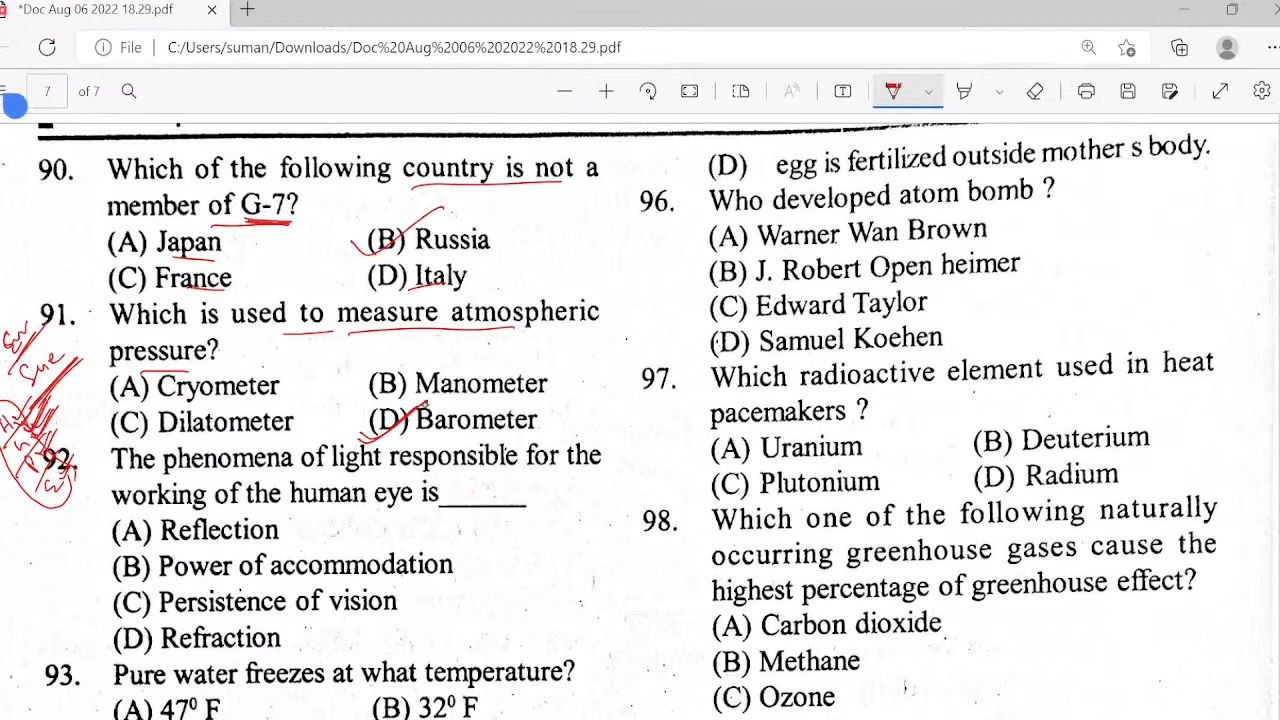 *Doc Aug 06 2022 18.29.pdf
File
C:/Users/suman/Downloads/Doc%20Aug%2006%202022%2018.29.pdf
7 of 7
90. Which of the following country is not a
member of G-7?
(A) Japan (B) Russia
(C) France (D) Italy
91. Which is used to measure atmospheric
pressure?
(A) Cryometer (B) Manometer
(C) Dilatometer (D) Barometer
92. The phenomena of light responsible for the
working of the human eye is______
(A) Reflection
(B) Power of accommodation
(C) Persistence of vision
(D) Refraction
93. Pure water freezes at what temperature?
(A) 47⁰ F (B) 32⁰ F
(D) egg is fertilized outside mother s body.
96. Who developed atom bomb ?
(A) Warner Wan Brown
(B) J. Robert Open heimer
(C) Edward Taylor
(D) Samuel Koehen
97. Which radioactive element used in heat
pacemakers ?
(A) Uranium (B) Deuterium
(C) Plutonium (D) Radium
98. Which one of the following naturally
occurring greenhouse gases cause the
highest percentage of greenhouse effect?
(A) Carbon dioxide
(B) Methane
(C) Ozone